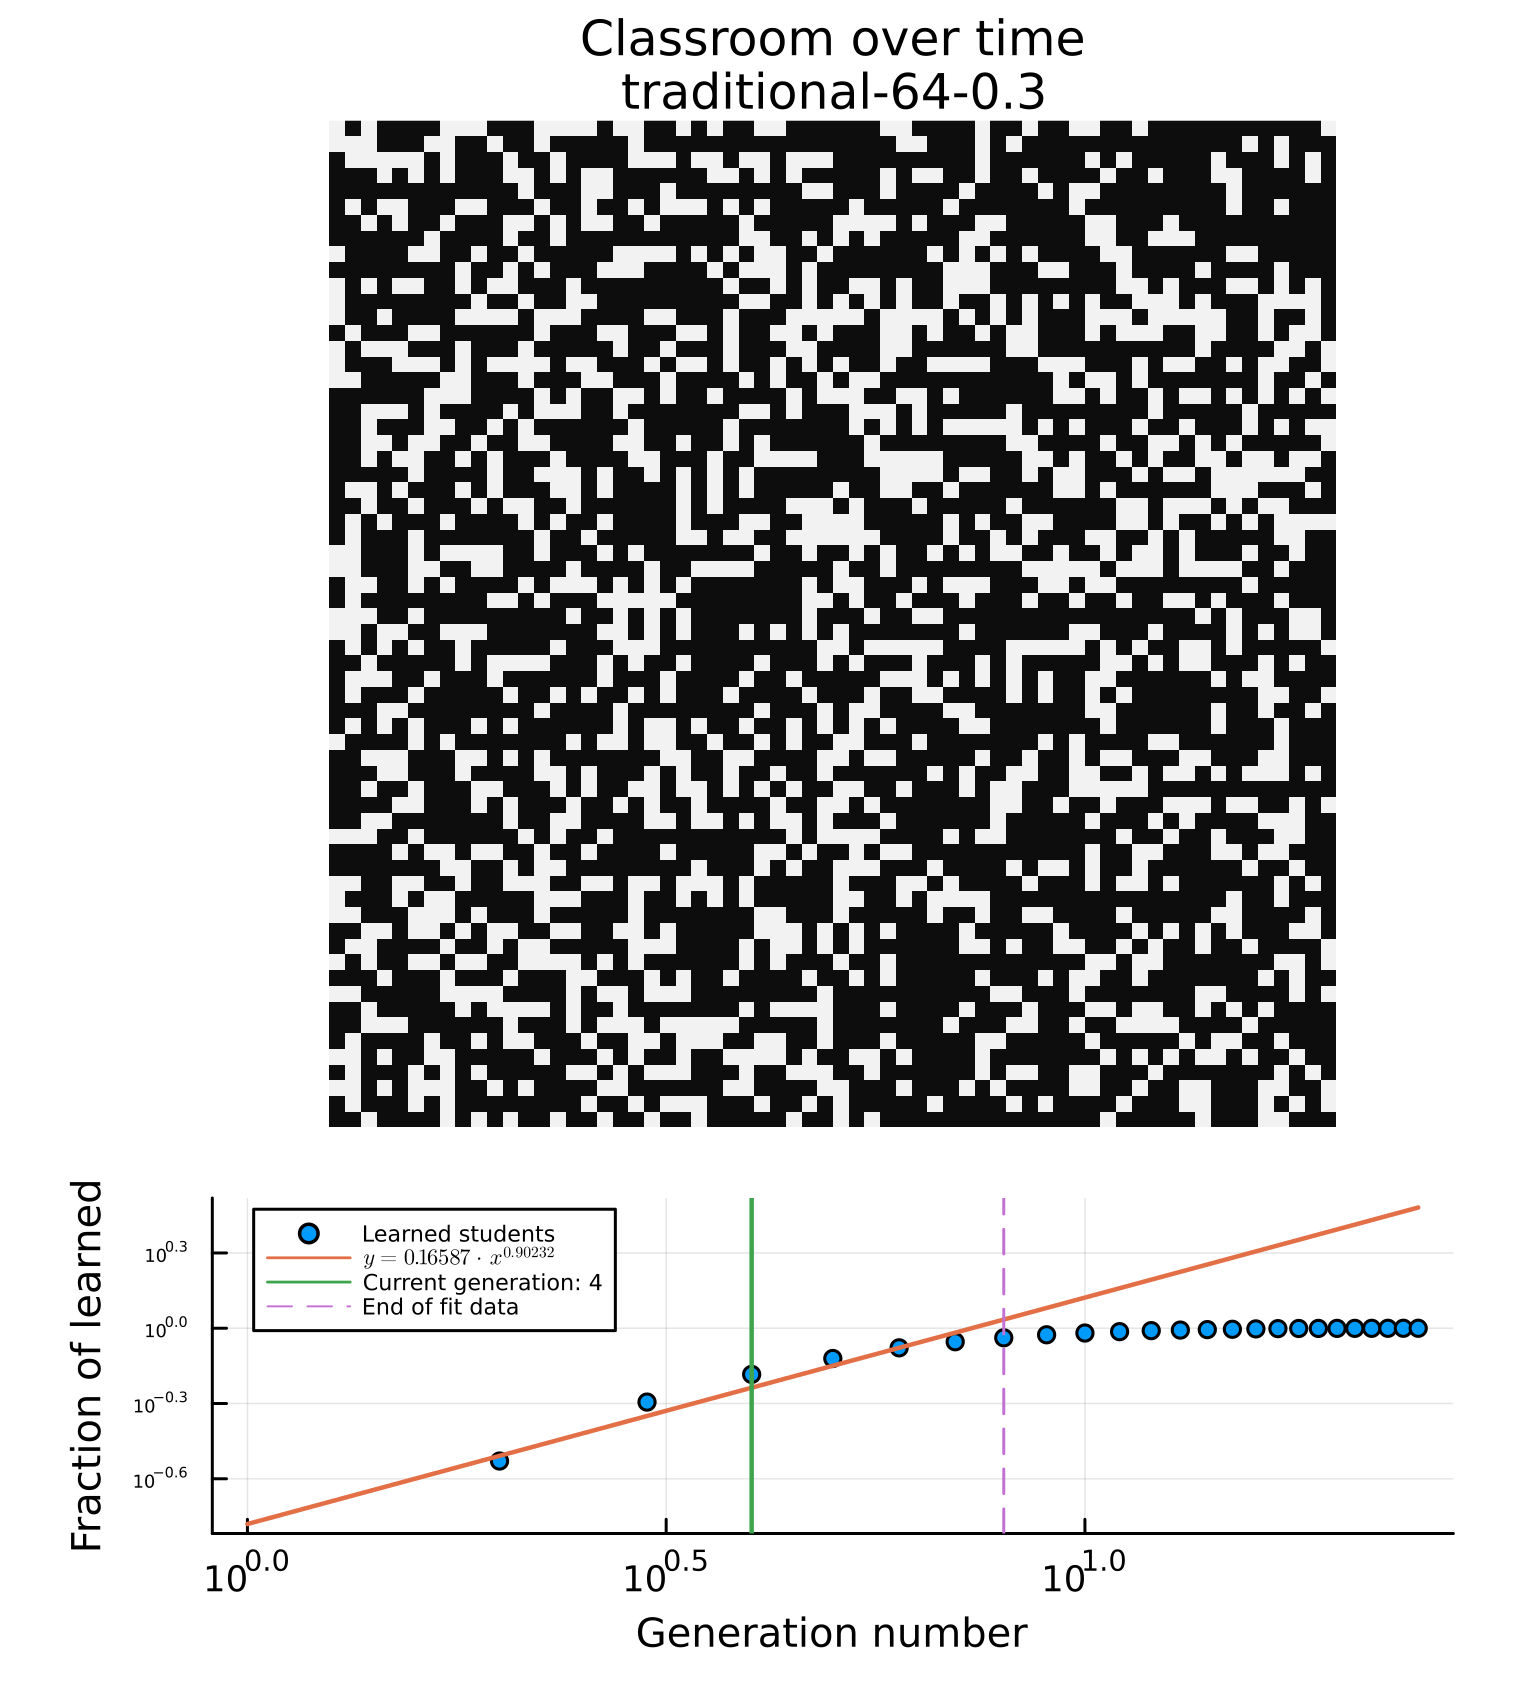 Classroom over time
traditional-64-0.3
Fraction of learned
10^0.3
10^0.0
10^−0.3
10^−0.6
Learned students
y = 0.16587 · x^0.90232
Current generation: 4
End of fit data
10^0.0 10^0.5 10^1.0
Generation number